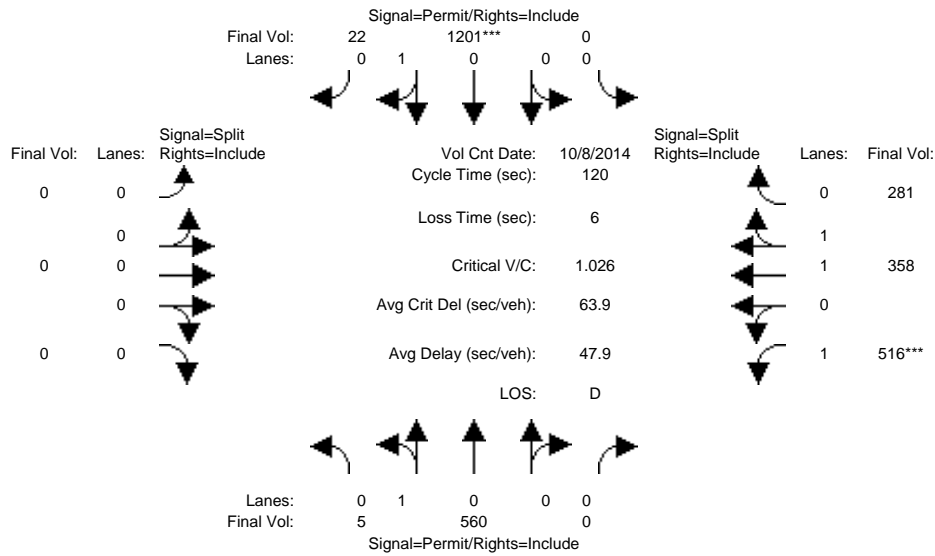 Signal=Permit/Rights=Include
Final Vol: 22 1201*** 0
Lanes: 0 1 0 0 0
Signal=Split
Final Vol: Lanes: Rights=Include
Vol Cnt Date: 10/8/2014
Signal=Split
Rights=Include Lanes: Final Vol:
Cycle Time (sec): 120
0 0
0 281
Loss Time (sec): 6
0
1
0 0
Critical V/C: 1.026
1 358
0
Avg Crit Del (sec/veh): 63.9
0
0 0
Avg Delay (sec/veh): 47.9
1 516***
LOS: D
Lanes: 0 1 0 0 0
Final Vol: 5 560 0
Signal=Permit/Rights=Include